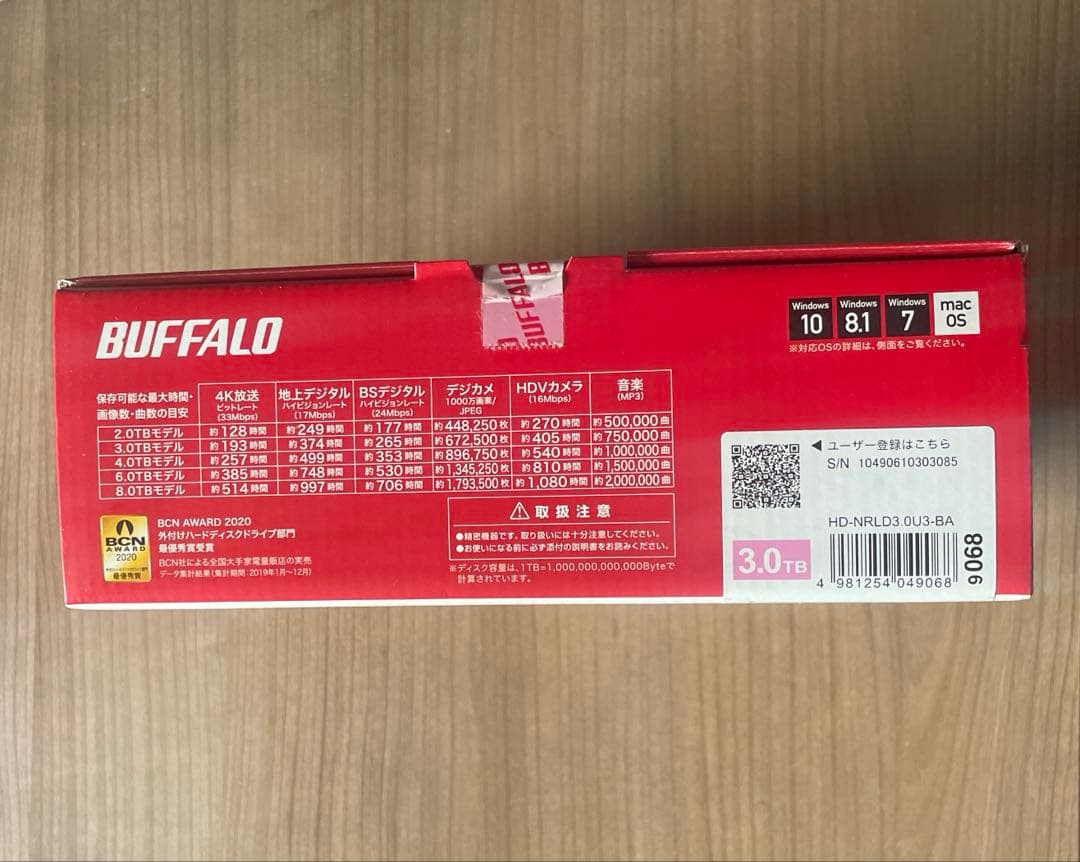 BUFFALO
BUFFALO
BUFFALO
Windows 10
Windows 8.1
Windows 7
mac OS
※対応OSの詳細は、側面をご覧ください。
保存可能な最大時間・画像数・曲数の目安
4K放送 ビットレート (33Mbps)
地上デジタル ハイビジョンレート (17Mbps)
BSデジタル ハイビジョンレート (24Mbps)
デジカメ 1000万画素/JPEG
HDVカメラ (16Mbps)
音楽 (MP3)
2.0TBモデル 約128時間 約249時間 約177時間 約448,250枚 約270時間 約500,000曲
3.0TBモデル 約193時間 約374時間 約265時間 約672,500枚 約405時間 約750,000曲
4.0TBモデル 約257時間 約499時間 約353時間 約896,750枚 約540時間 約1,000,000曲
6.0TBモデル 約385時間 約748時間 約530時間 約1,345,250枚 約810時間 約1,500,000曲
8.0TBモデル 約514時間 約997時間 約706時間 約1,793,500枚 約1,080時間 約2,000,000曲
BCN
AWARD
2020
最優秀賞
BCN AWARD 2020
外付けハードディスクドライブ部門
最優秀賞受賞
BCN社による全国大手家電量販店の実売
データ集計結果(集計期間:2019年1月〜12月)
取扱注意
●精密機器です。取り扱いには十分注意してください。
●お使いになる前に必ず添付の説明書をお読みください。
※ディスク容量は、1TB=1,000,000,000,000Byteで
計算されています。
◀ ユーザー登録はこちら
S/N 10490610303085
HD-NRLD3.0U3-BA
3.0TB
4 981254 049068
9068